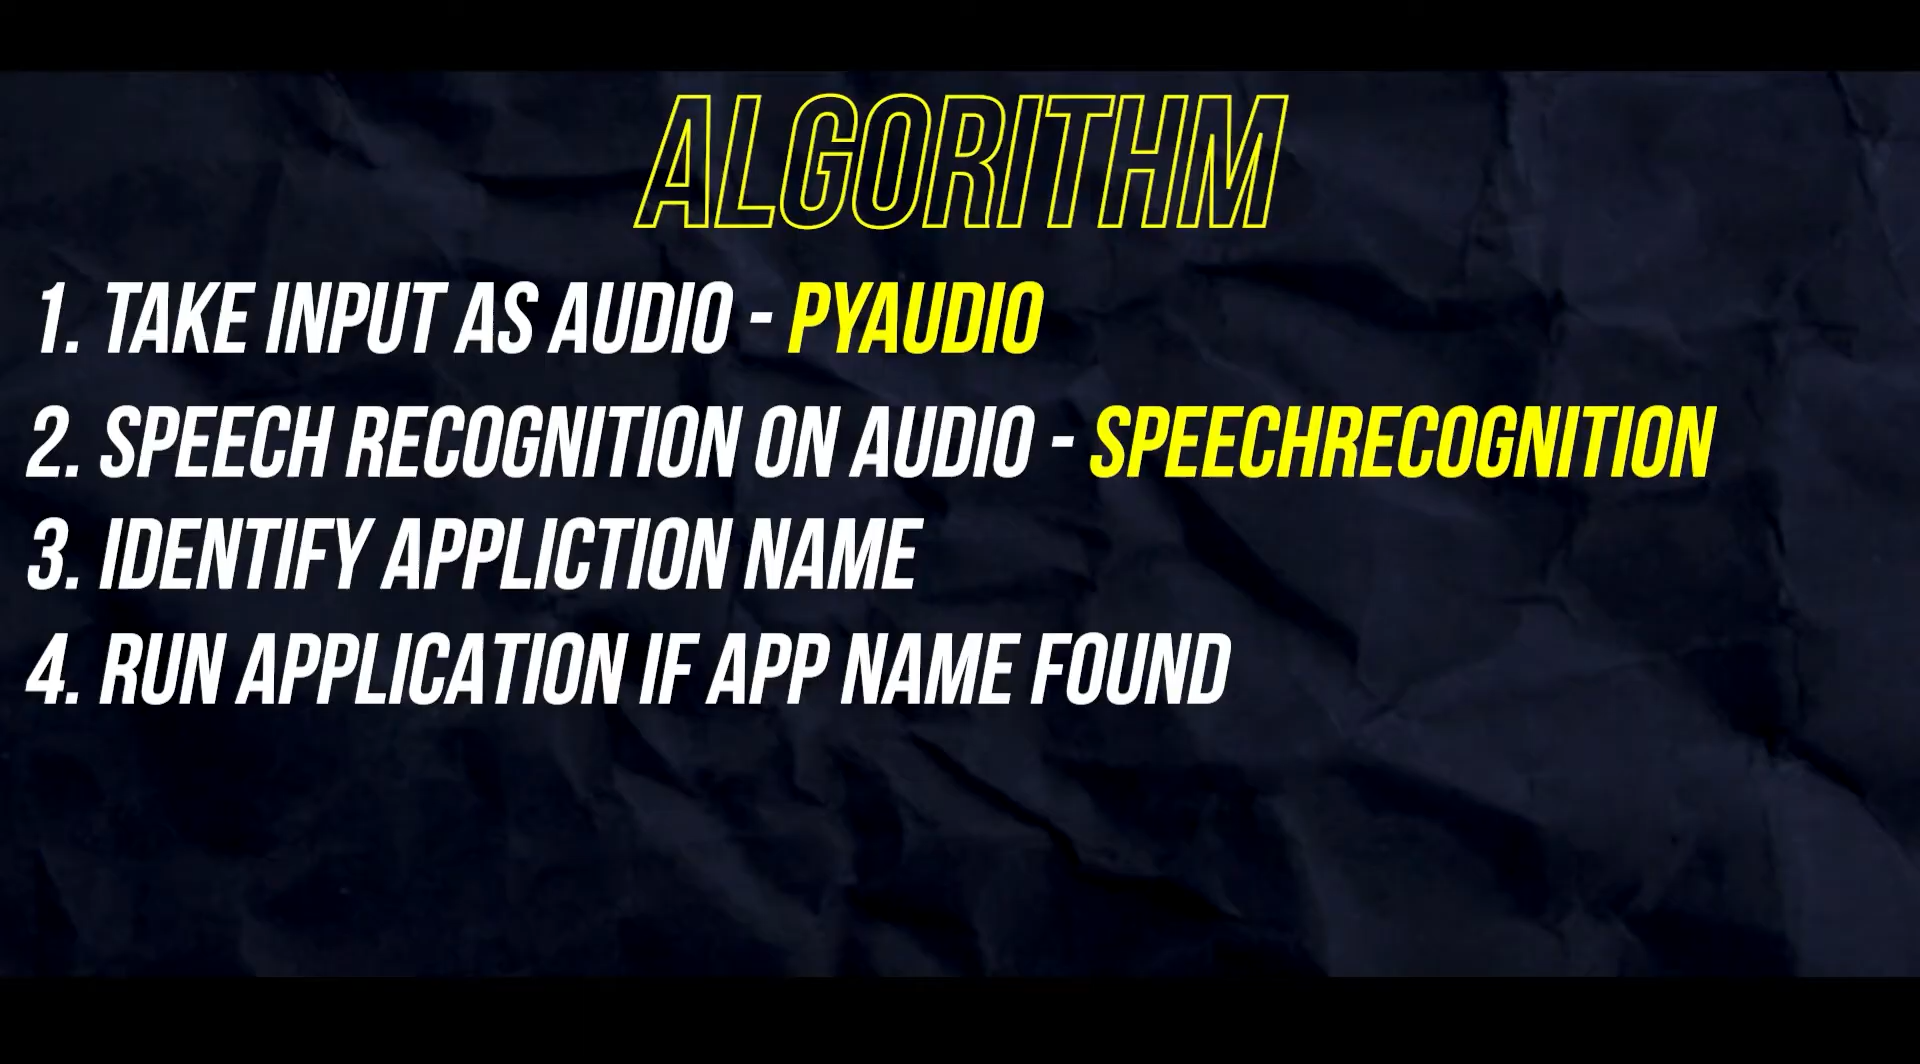 ALGORITHM
1. TAKE INPUT AS AUDIO - PYAUDIO
2. SPEECH RECOGNITION ON AUDIO - SPEECHRECOGNITION
3. IDENTIFY APPLICTION NAME
4. RUN APPLICATION IF APP NAME FOUND